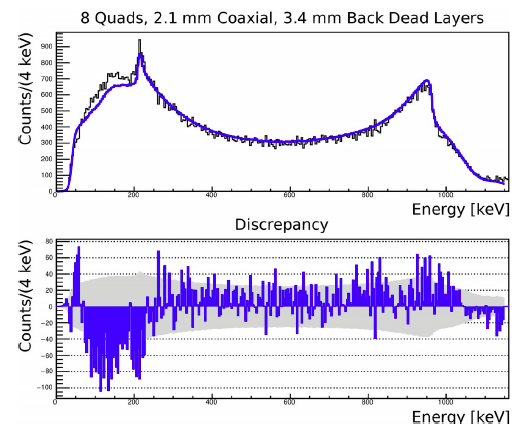 8 Quads, 2.1 mm Coaxial, 3.4 mm Back Dead Layers
Counts/(4 keV)
900
800
700
600
500
400
300
200
100
0
0 200 400 600 800 1000
Energy [keV]
Discrepancy
Counts/(4 keV)
80
60
40
20
0
−20
−40
−60
−80
−100
0 200 400 600 800 1000
Energy [keV]